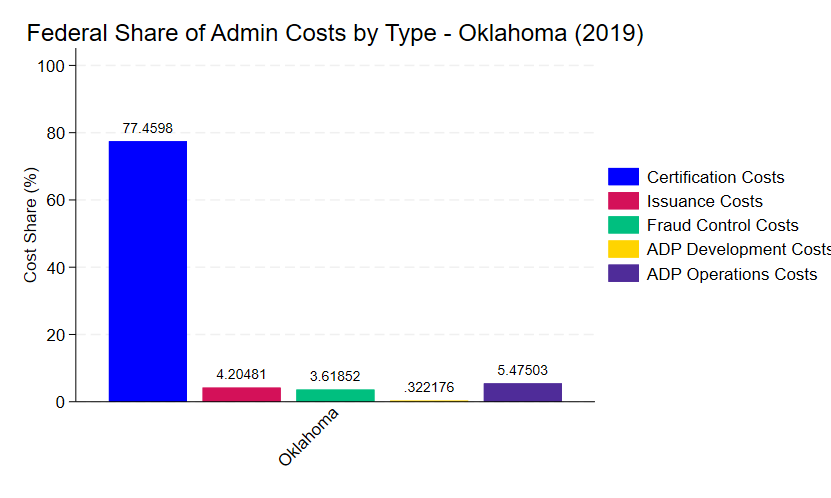 Federal Share of Admin Costs by Type - Oklahoma (2019)
Cost Share (%)
100
80
60
40
20
0
77.4598
4.20481
3.61852
.322176
5.47503
Oklahoma
Certification Costs
Issuance Costs
Fraud Control Costs
ADP Development Costs
ADP Operations Costs